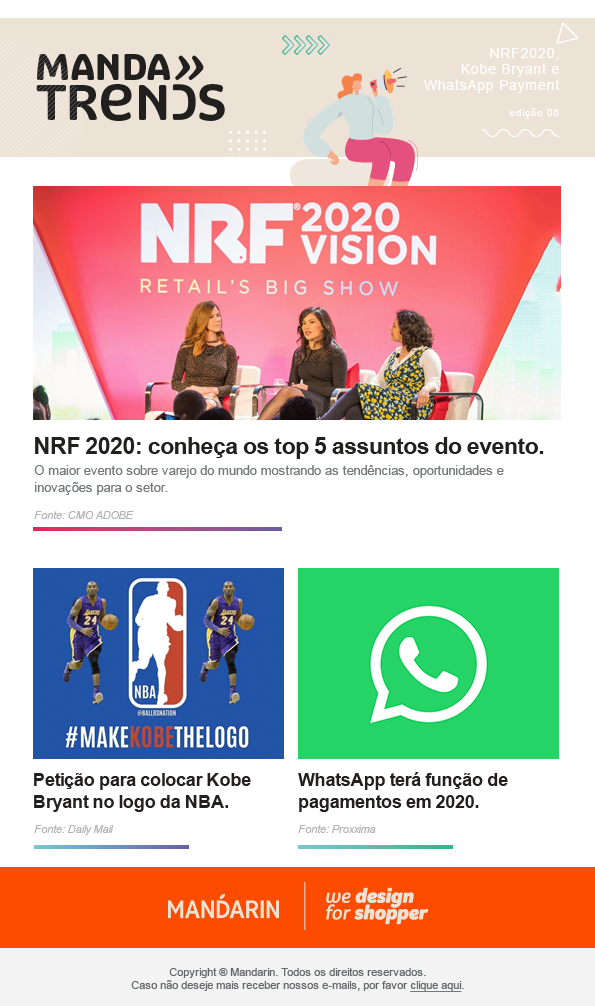 MANDA
TRENDS
NRF2020,
Kobe Bryant e
WhatsApp Payment
edição 06
NRF® 2020
VISION
RETAIL'S BIG SHOW
NRF 2020: conheça os top 5 assuntos do evento.
O maior evento sobre varejo do mundo mostrando as tendências, oportunidades e
inovações para o setor.
Fonte: CMO ADOBE
LAKERS
24
LAKERS
24
NBA
@BALLRSNATION
#MAKEKOBETHELOGO
Petição para colocar Kobe
Bryant no logo da NBA.
Fonte: Daily Mail
WhatsApp terá função de
pagamentos em 2020.
Fonte: Proxxima
MANDARIN
we design
for shopper
Copyright ® Mandarin. Todos os direitos reservados.
Caso não deseje mais receber nossos e-mails, por favor clique aqui.